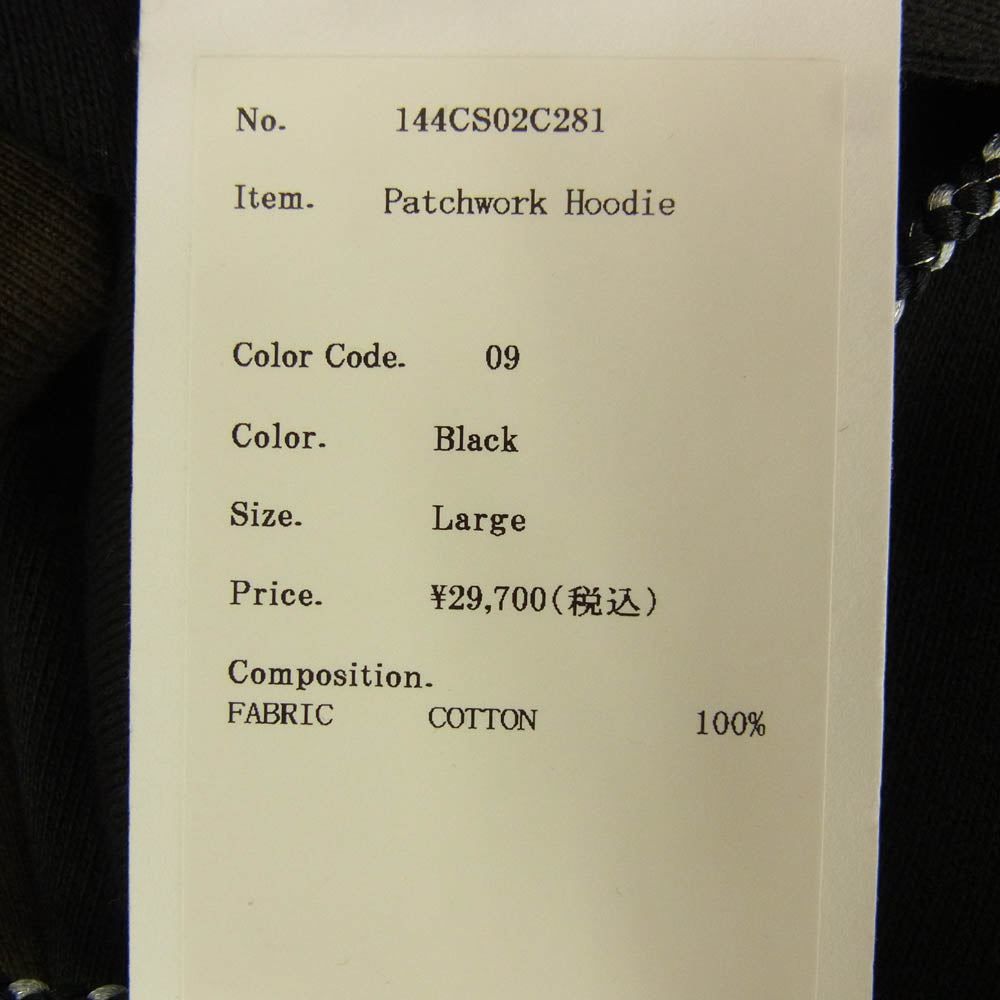 No. 144CS02C281
Item. Patchwork Hoodie
Color Code. 09
Color. Black
Size. Large
Price. ¥29,700(税込)
Composition.
FABRIC COTTON 100%